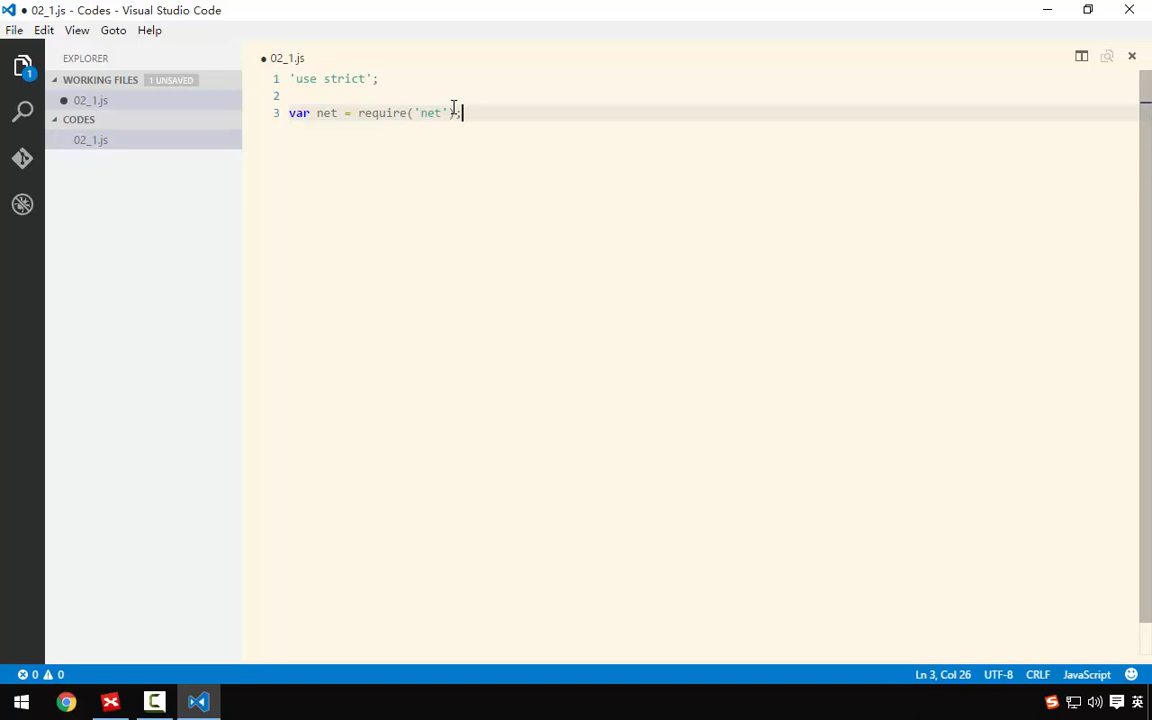 02_1.js - Codes - Visual Studio Code
File Edit View Goto Help
EXPLORER
WORKING FILES 1 UNSAVED
02_1.js
CODES
02_1.js
02_1.js
1 'use strict';
2
3 var net = require('net');
1
0 0
Ln 3, Col 26 UTF-8 CRLF JavaScript
英